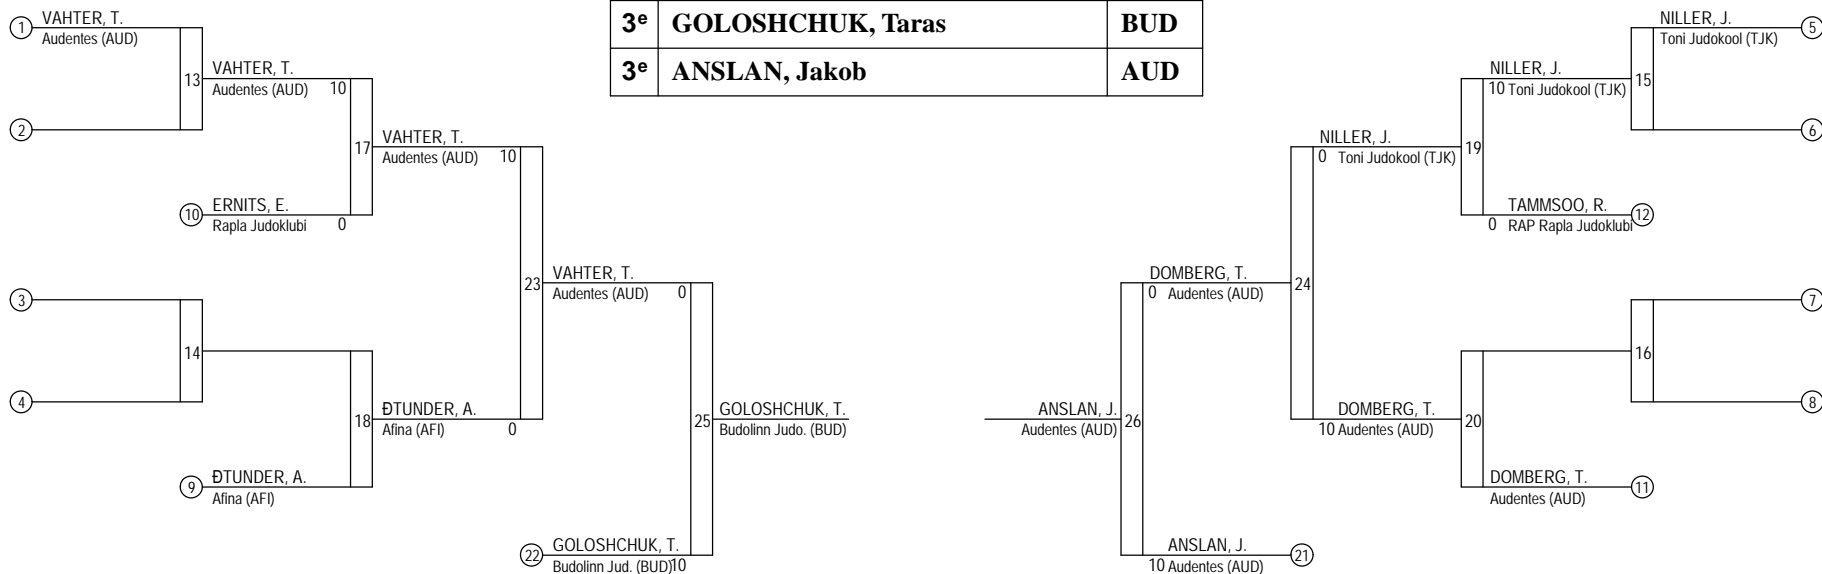 3e GOLOSHCHUK, Taras BUD
3e ANSLAN, Jakob AUD
1 VAHTER, T.
Audentes (AUD)
13
VAHTER, T.
Audentes (AUD) 10
2
17
VAHTER, T.
Audentes (AUD) 10
10 ERNITS, E.
Rapla Judoklubi 0
23
VAHTER, T.
Audentes (AUD) 0
3
14
4
18
ĐTUNDER, A.
Afina (AFI) 0
9 ĐTUNDER, A.
Afina (AFI)
25
GOLOSHCHUK, T.
Budolinn Judo. (BUD)
22 GOLOSHCHUK, T.
Budolinn Jud. (BUD)10
NILLER, J. 5
Toni Judokool (TJK)
15
NILLER, J.
10 Toni Judokool (TJK)
6
19
NILLER, J.
0 Toni Judokool (TJK)
TAMMSOO, R. 12
0 RAP Rapla Judoklubi
24
DOMBERG, T.
0 Audentes (AUD)
7
16
8
20
DOMBERG, T.
10 Audentes (AUD)
DOMBERG, T. 11
Audentes (AUD)
26
ANSLAN, J.
Audentes (AUD)
ANSLAN, J. 21
10 Audentes (AUD)